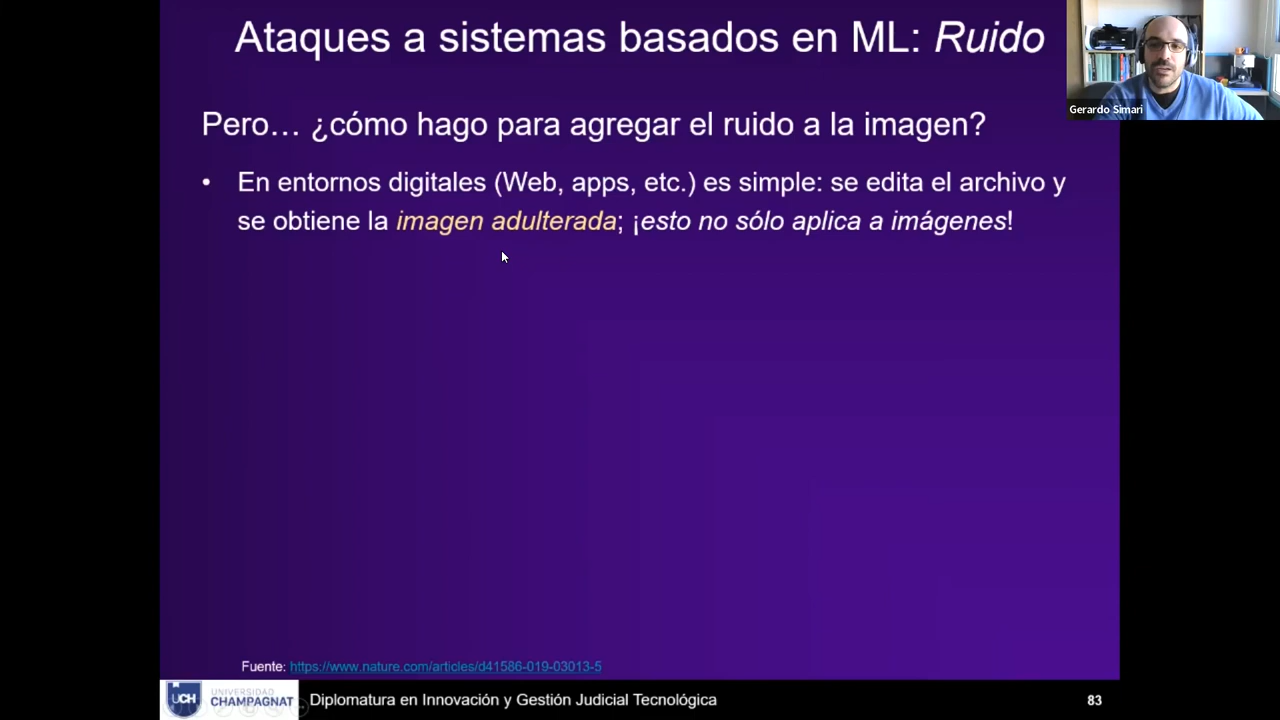 Ataques a sistemas basados en ML: Ruido
Gerardo Simari
Pero… ¿cómo hago para agregar el ruido a la imagen?
• En entornos digitales (Web, apps, etc.) es simple: se edita el archivo y
se obtiene la imagen adulterada; ¡esto no sólo aplica a imágenes!
Fuente: https://www.nature.com/articles/d41586-019-03013-5
UCH
UNIVERSIDAD
CHAMPAGNAT
Diplomatura en Innovación y Gestión Judicial Tecnológica
83